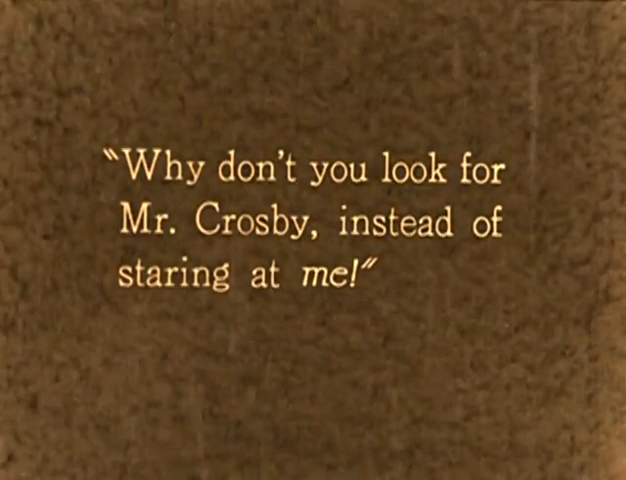 "Why don't you look for
Mr. Crosby, instead of
staring at me!"